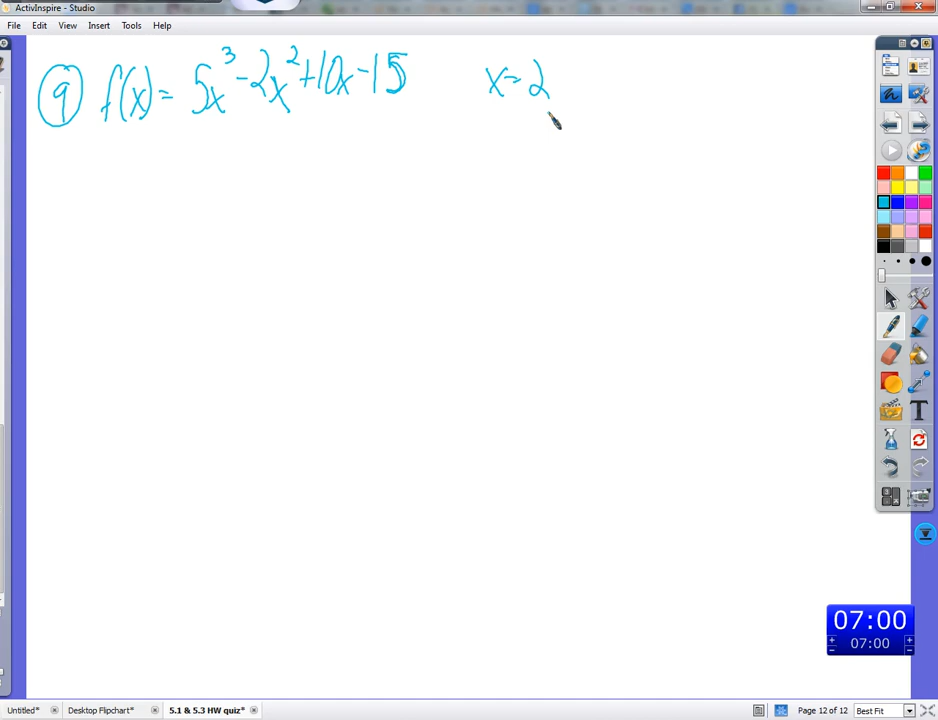 ActivInspire - Studio
File Edit View Insert Tools Help
9 f(x) = 5x³ - 2x² + 10x - 15 x = 2
07:00
07:00
Untitled* Desktop Flipchart* 5.1 & 5.3 HW quiz* Page 12 of 12 Best Fit